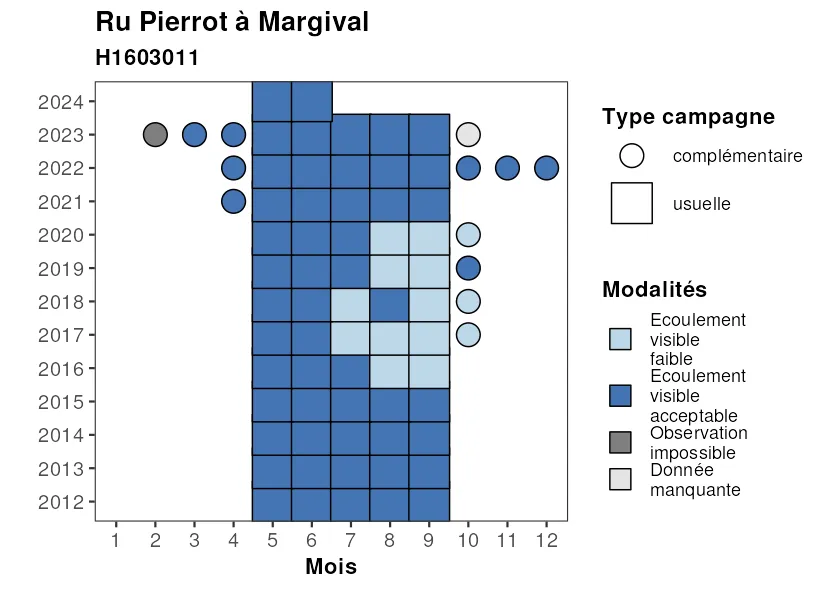 Ru Pierrot à Margival
H1603011
2024
2023
2022
2021
2020
2019
2018
2017
2016
2015
2014
2013
2012
1 2 3 4 5 6 7 8 9 10 11 12
Mois
Type campagne
complémentaire
usuelle
Modalités
Ecoulement
visible
faible
Ecoulement
visible
acceptable
Observation
impossible
Donnée
manquante